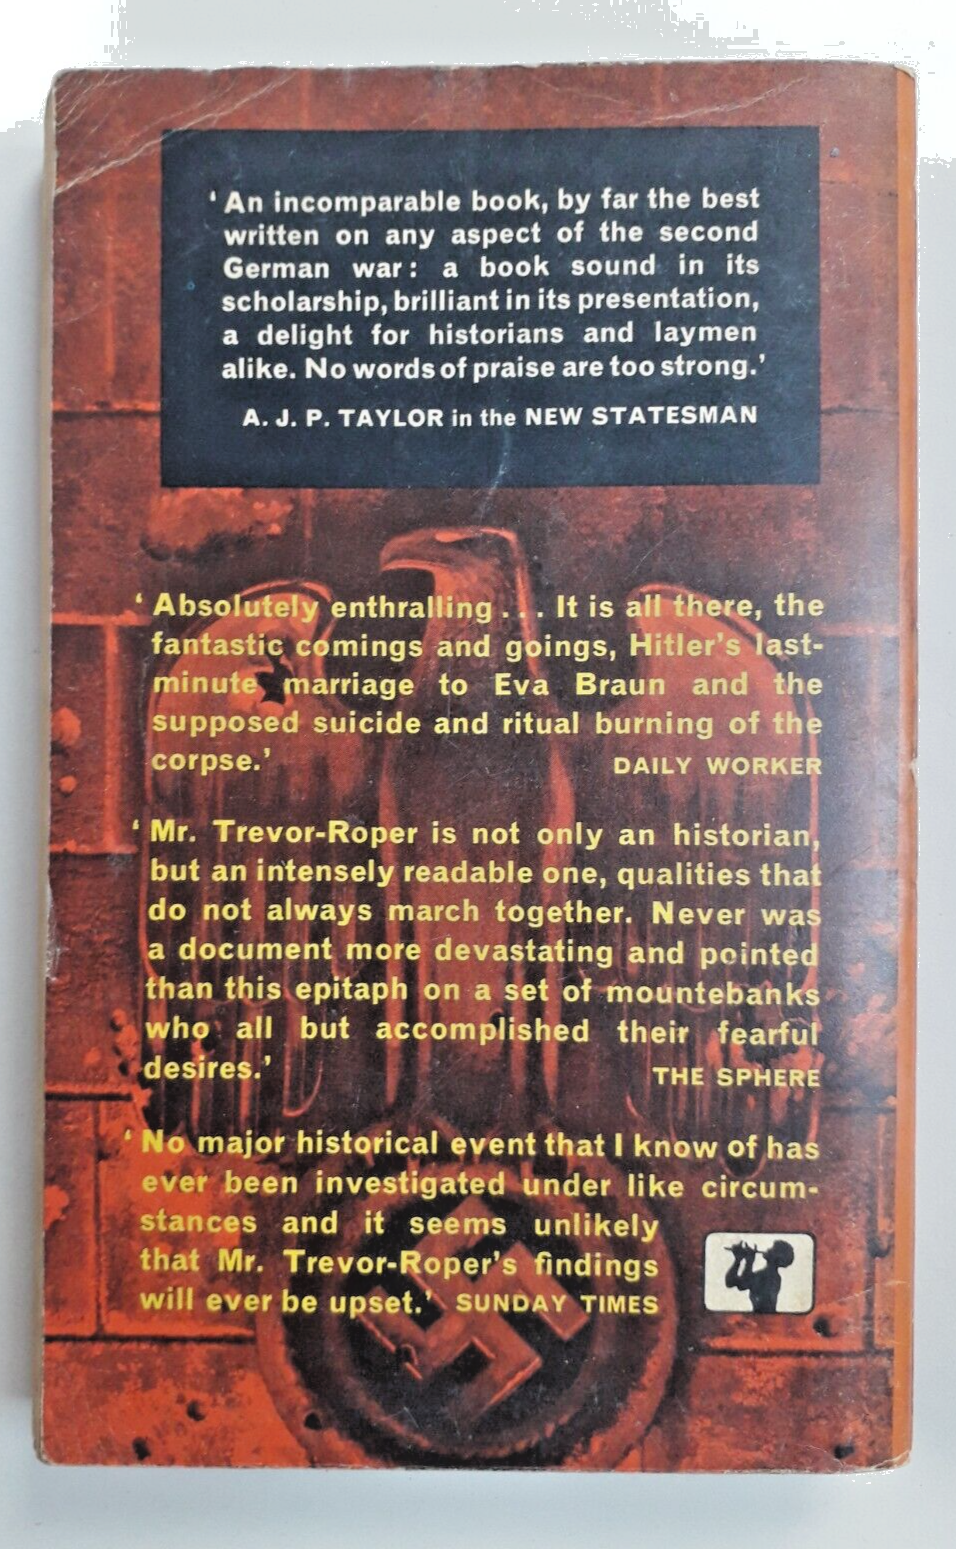 ‘An incomparable book, by far the best
written on any aspect of the second
German war: a book sound in its
scholarship, brilliant in its presentation,
a delight for historians and laymen
alike. No words of praise are too strong.’
A. J. P. TAYLOR in the NEW STATESMAN
‘Absolutely enthralling . . . It is all there, the
fantastic comings and goings, Hitler’s last-
minute marriage to Eva Braun and the
supposed suicide and ritual burning of the
corpse.’ DAILY WORKER
‘Mr. Trevor-Roper is not only an historian,
but an intensely readable one, qualities that
do not always march together. Never was
a document more devastating and pointed
than this epitaph on a set of mountebanks
who all but accomplished their fearful
desires.’ THE SPHERE
‘No major historical event that I know of has
ever been investigated under like circum-
stances and it seems unlikely
that Mr. Trevor-Roper’s findings
will ever be upset.’ SUNDAY TIMES